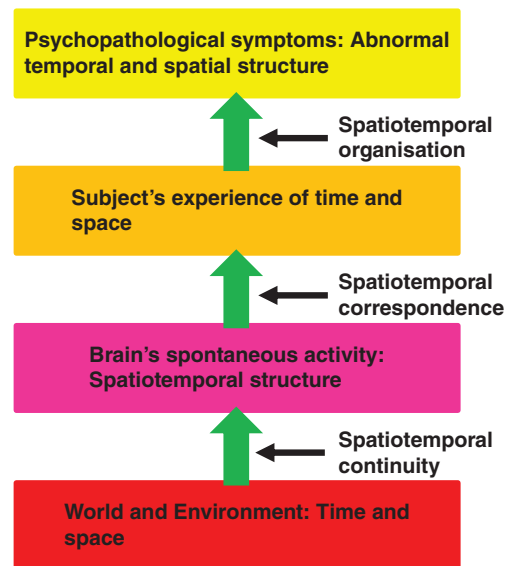 Psychopathological symptoms: Abnormal
temporal and spatial structure
Spatiotemporal
organisation
Subject's experience of time and
space
Spatiotemporal
correspondence
Brain's spontaneous activity:
Spatiotemporal structure
Spatiotemporal
continuity
World and Environment: Time and
space